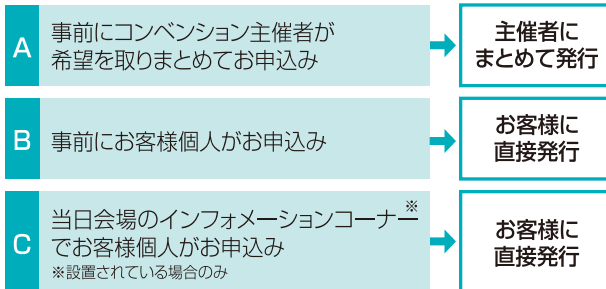 A
事前にコンベンション主催者が
希望を取りまとめてお申込み
主催者に
まとめて発行
B
事前にお客様個人がお申込み
お客様に
直接発行
C
当日会場のインフォメーションコーナー※
でお客様個人がお申込み
※設置されている場合のみ
お客様に
直接発行